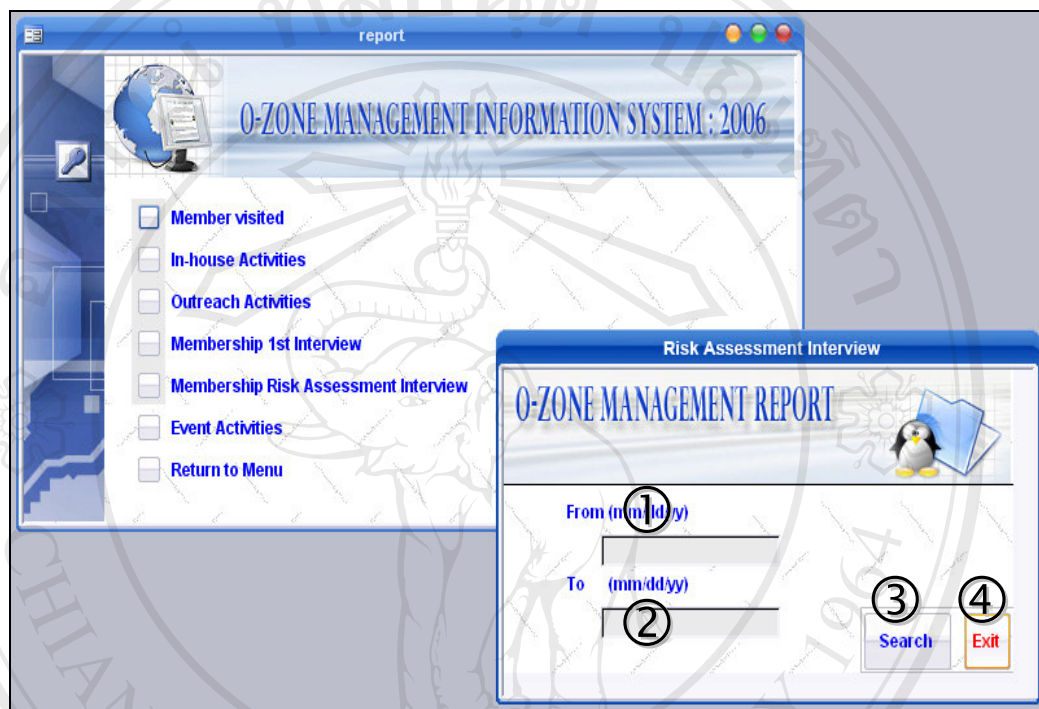 report
O-ZONE MANAGEMENT INFORMATION SYSTEM : 2006
Member visited
In-house Activities
Outreach Activities
Membership 1st Interview
Membership Risk Assessment Interview
Event Activities
Return to Menu
Risk Assessment Interview
O-ZONE MANAGEMENT REPORT
①
From (mm/dd/yy)
To (mm/dd/yy)
②
③ ④
Search Exit
1964